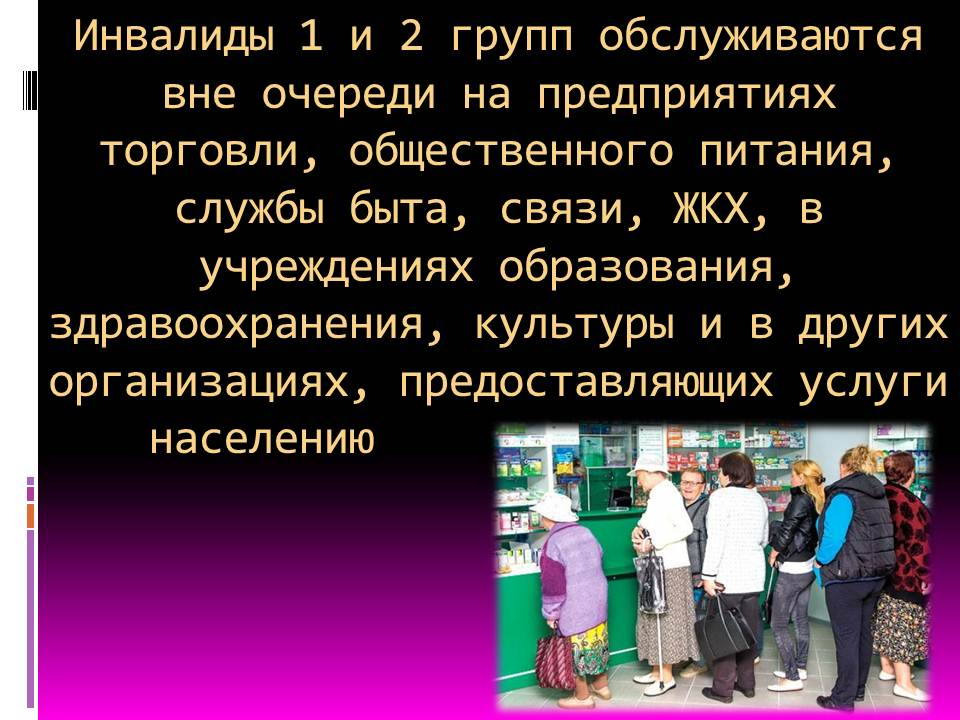 Инвалиды 1 и 2 групп обслуживаются
вне очереди на предприятиях
торговли, общественного питания,
службы быта, связи, ЖКХ, в
учреждениях образования,
здравоохранения, культуры и в других
организациях, предоставляющих услуги
населению